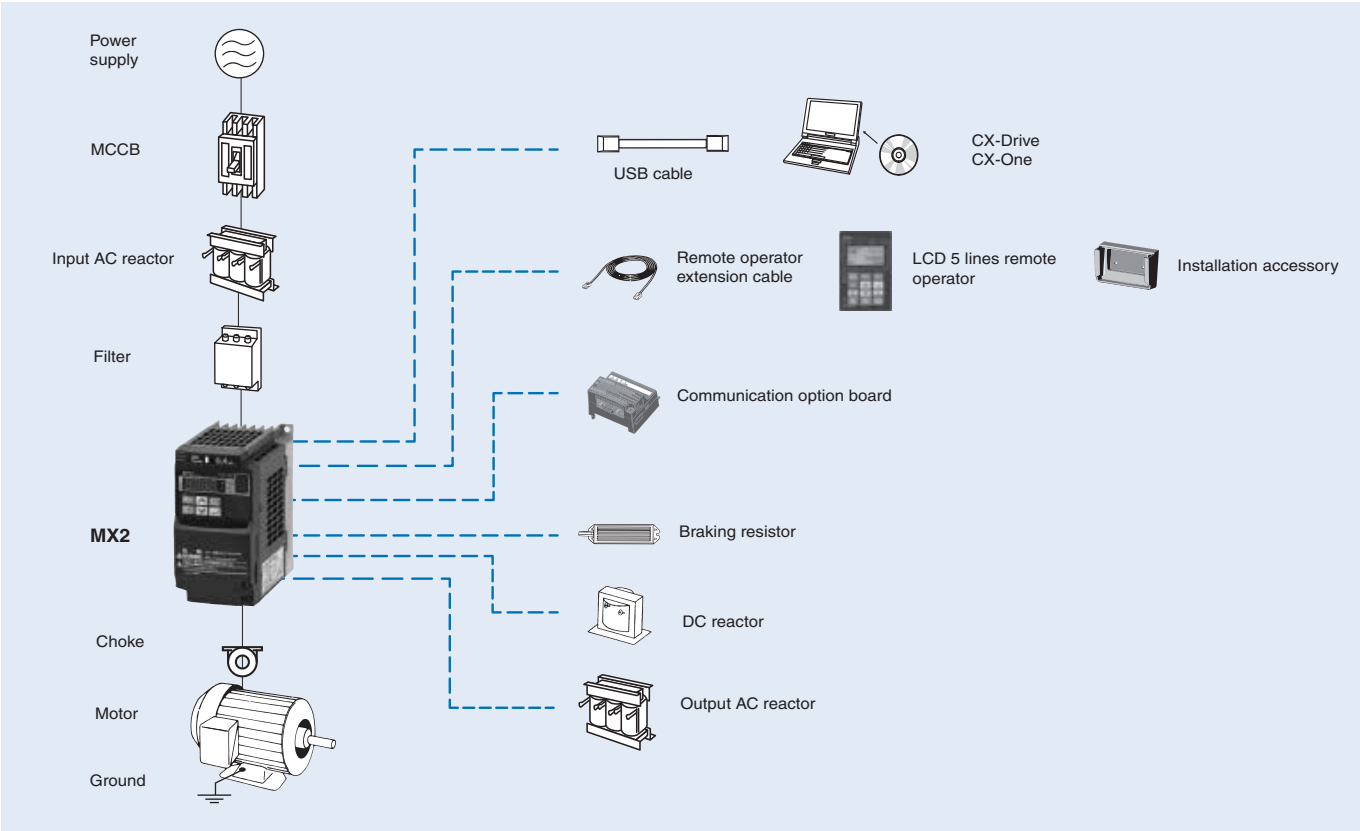 Power
supply
MCCB
USB cable
CX-Drive
CX-One
Input AC reactor
Remote operator
extension cable
LCD 5 lines remote
operator
Installation accessory
Filter
Communication option board
MX2
Braking resistor
Choke
DC reactor
Motor
Output AC reactor
Ground